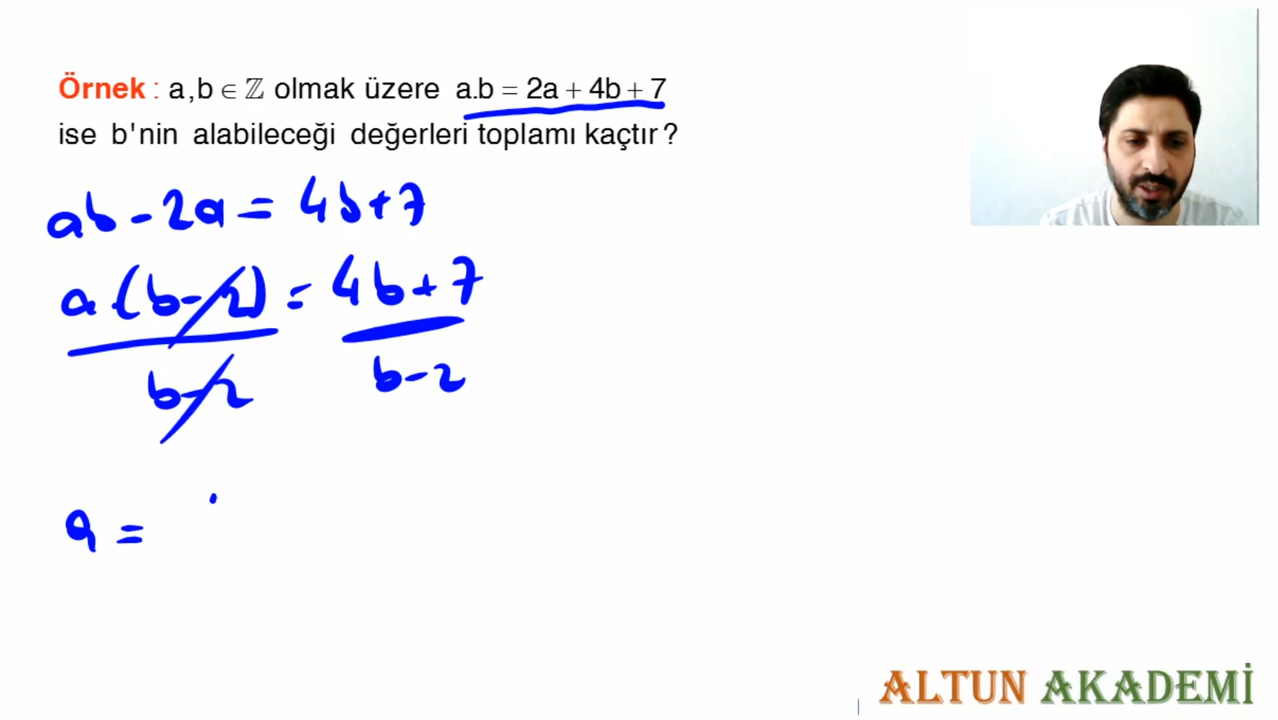 Örnek : a,b ∈ ℤ olmak üzere a.b = 2a + 4b + 7
ise b'nin alabileceği değerleri toplamı kaçtır ?
ab - 2a = 4b + 7
a.(b-2) = 4b + 7
b-2 b-2
a =
ALTUN AKADEMİ